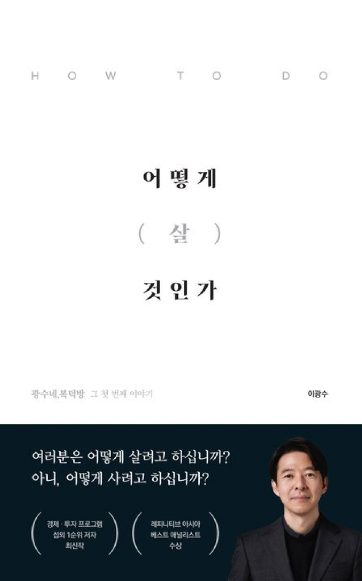 HOW TO DO
어떻게
( 살 )
것인가
광수네,복덕방 그 첫 번째 이야기
이광수
여러분은 어떻게 살려고 하십니까?
아니, 어떻게 사려고 하십니까?
경제·투자 프로그램
섭외 1순위 저자
최신작
레피니티브 아시아
베스트 애널리스트
수상